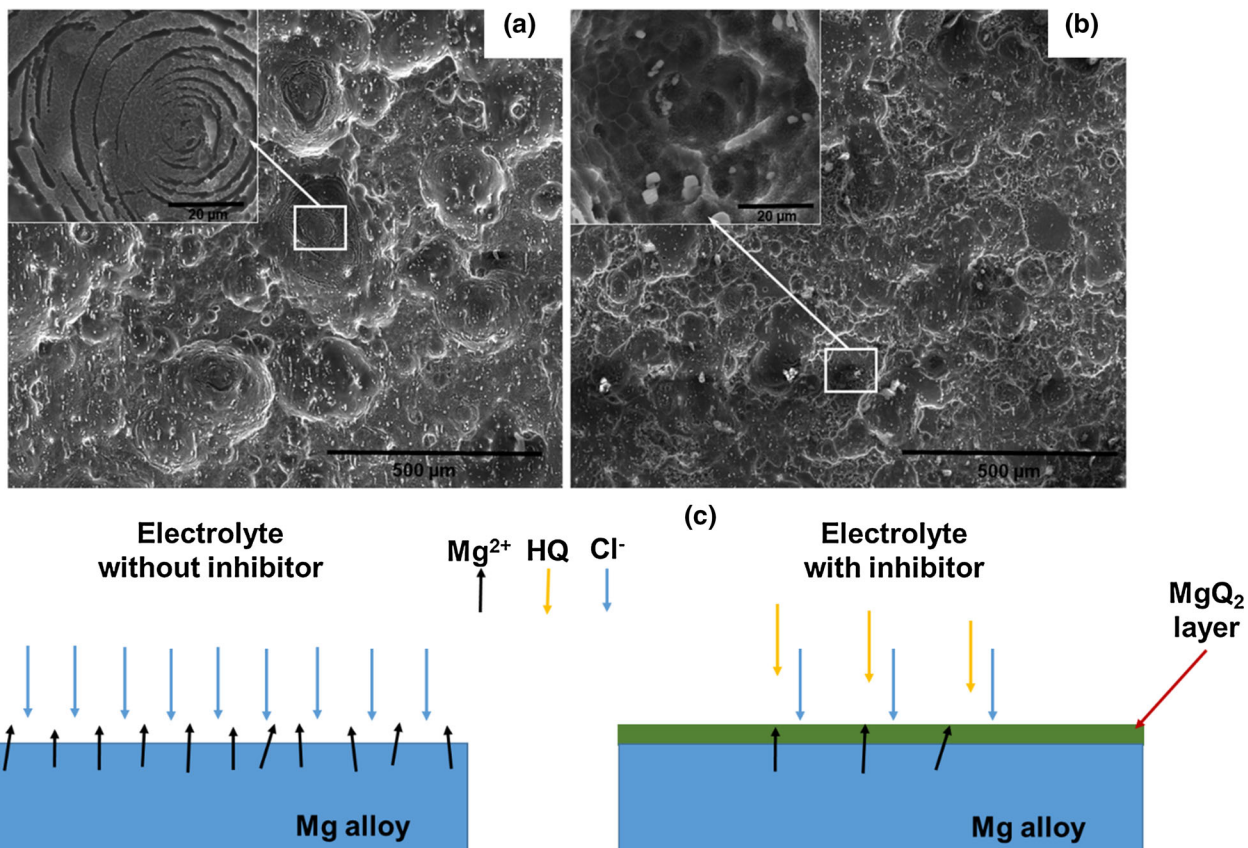 (a)
20 µm
500 µm
(b)
20 µm
500 µm
(c)
Electrolyte
without inhibitor
Mg²⁺ HQ Cl⁻
Electrolyte
with inhibitor
MgQ₂
layer
Mg alloy
Mg alloy